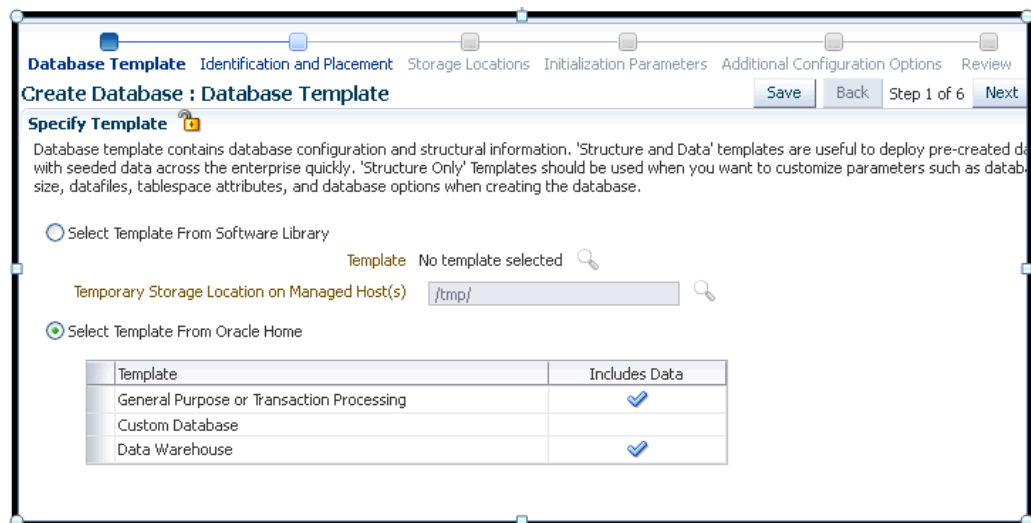 Database Template Identification and Placement Storage Locations Initialization Parameters Additional Configuration Options Review
Create Database : Database Template
Save Back Step 1 of 6 Next
Specify Template
Database template contains database configuration and structural information. 'Structure and Data' templates are useful to deploy pre-created da
with seeded data across the enterprise quickly. 'Structure Only' Templates should be used when you want to customize parameters such as datab
size, datafiles, tablespace attributes, and database options when creating the database.
Select Template From Software Library
Template No template selected
Temporary Storage Location on Managed Host(s) /tmp/
Select Template From Oracle Home
Template Includes Data
General Purpose or Transaction Processing
Custom Database
Data Warehouse